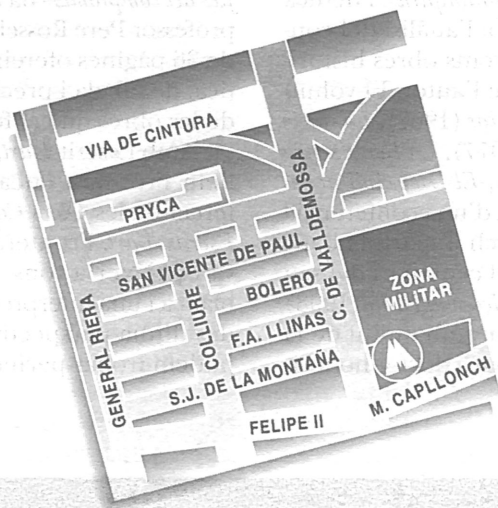 VIA DE CINTURA
PRYCA
SAN VICENTE DE PAUL
GENERAL RIERA
COLLIURE
BOLERO
F.A. LLINAS
S.J. DE LA MONTAÑA
C. DE VALLDEMOSSA
ZONA
MILITAR
FELIPE II
M. CAPLLONCH